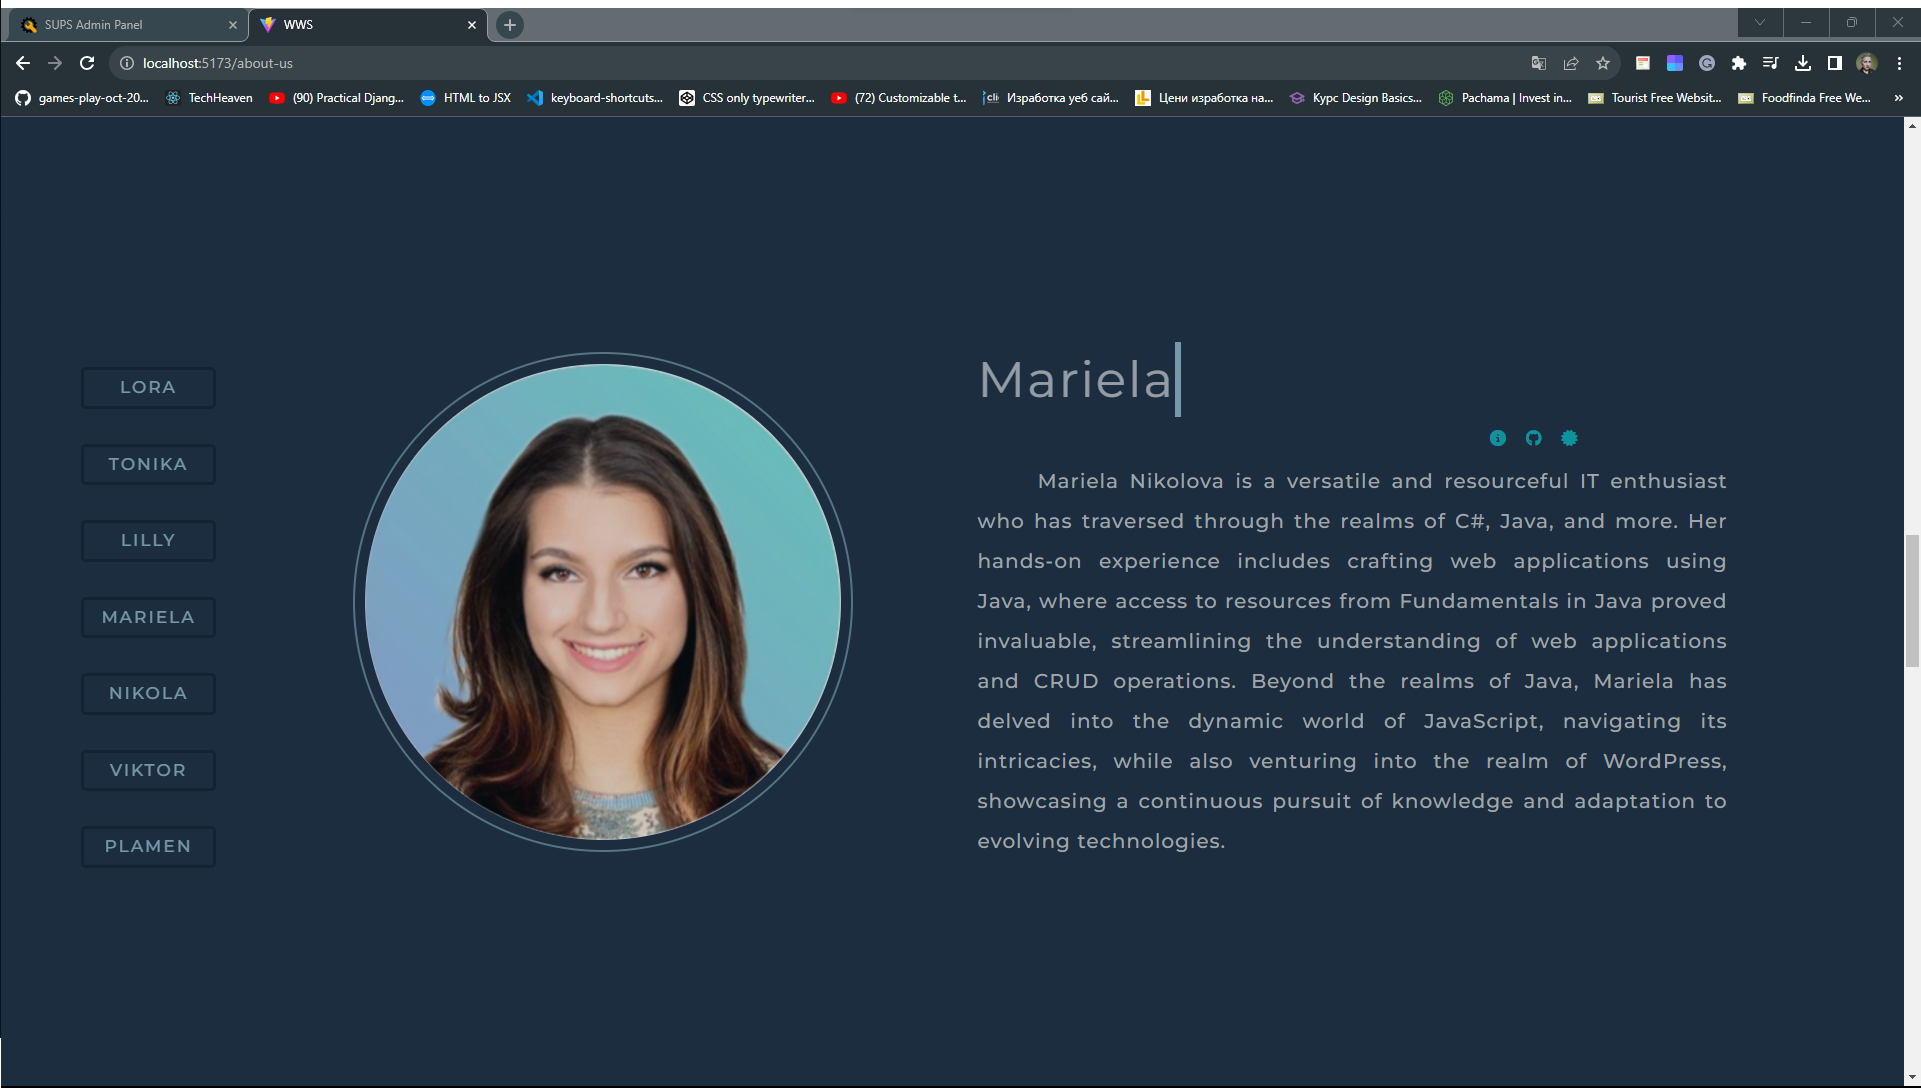 SUPS Admin Panel
WWS
localhost:5173/about-us
games-play-oct-20...
TechHeaven
(90) Practical Djang...
HTML to JSX
keyboard-shortcuts...
CSS only typewriter...
(72) Customizable t...
Изработка уеб сай...
Цени изработка на...
Курс Design Basics...
Pachama | Invest in...
Tourist Free Websit...
Foodfinda Free We...
LORA
TONIKA
LILLY
MARIELA
NIKOLA
VIKTOR
PLAMEN
Mariela
Mariela Nikolova is a versatile and resourceful IT enthusiast
who has traversed through the realms of C#, Java, and more. Her
hands-on experience includes crafting web applications using
Java, where access to resources from Fundamentals in Java proved
invaluable, streamlining the understanding of web applications
and CRUD operations. Beyond the realms of Java, Mariela has
delved into the dynamic world of JavaScript, navigating its
intricacies, while also venturing into the realm of WordPress,
showcasing a continuous pursuit of knowledge and adaptation to
evolving technologies.